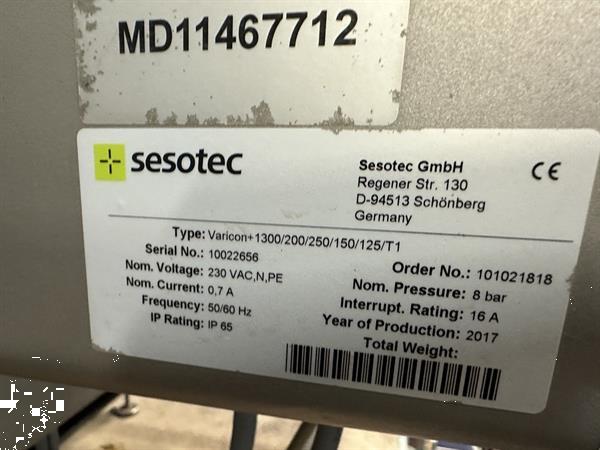 MD11467712
sesotec
Sesotec GmbH
Regener Str. 130
D-94513 Schönberg
Germany
CE
Type: Varicon+1300/200/250/150/125/T1
Serial No.: 10022656
Nom. Voltage: 230 VAC,N,PE
Nom. Current: 0,7 A
Frequency: 50/60 Hz
IP Rating: IP 65
Order No.: 101021818
Nom. Pressure: 8 bar
Interrupt. Rating: 16 A
Year of Production: 2017
Total Weight: